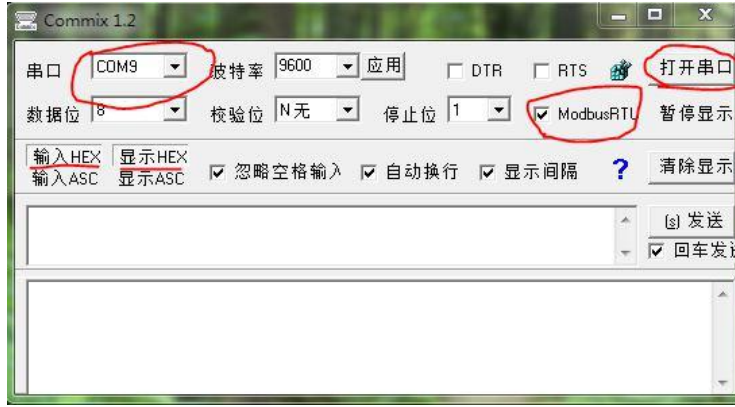 Commix 1.2
串口 COM9 波特率 9600 应用 DTR RTS 打开串口
数据位 8 校验位 N无 停止位 1 ModbusRTU 暂停显示
输入HEX 显示HEX
输入ASC 显示ASC
忽略空格输入 自动换行 显示间隔 ? 清除显示
(s) 发送
回车发送